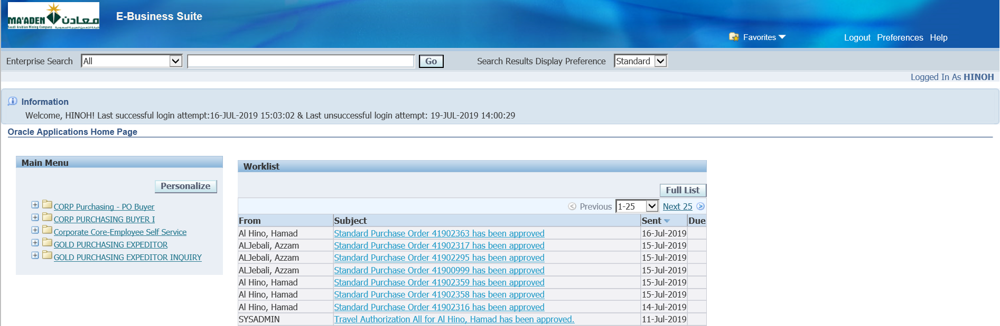 MA'ADEN معادن
Saudi Arabian Mining Company
E-Business Suite
Favorites
Logout Preferences Help
Enterprise Search All Go Search Results Display Preference Standard
Logged In As HINOH
Information
Welcome, HINOH! Last successful login attempt:16-JUL-2019 15:03:02 & Last unsuccessful login attempt: 19-JUL-2019 14:00:29
Oracle Applications Home Page
Main Menu
Personalize
CORP Purchasing - PO Buyer
CORP PURCHASING BUYER I
Corporate Core-Employee Self Service
GOLD PURCHASING EXPEDITOR
GOLD PURCHASING EXPEDITOR INQUIRY
Worklist
Full List
Previous 1-25 Next 25
From Subject Sent Due
Al Hino, Hamad Standard Purchase Order 41902363 has been approved 16-Jul-2019
ALJebali, Azzam Standard Purchase Order 41902317 has been approved 15-Jul-2019
ALJebali, Azzam Standard Purchase Order 41902295 has been approved 15-Jul-2019
ALJebali, Azzam Standard Purchase Order 41900999 has been approved 15-Jul-2019
Al Hino, Hamad Standard Purchase Order 41902359 has been approved 15-Jul-2019
Al Hino, Hamad Standard Purchase Order 41902358 has been approved 15-Jul-2019
Al Hino, Hamad Standard Purchase Order 41902316 has been approved 14-Jul-2019
SYSADMIN Travel Authorization All for Al Hino, Hamad has been approved. 11-Jul-2019